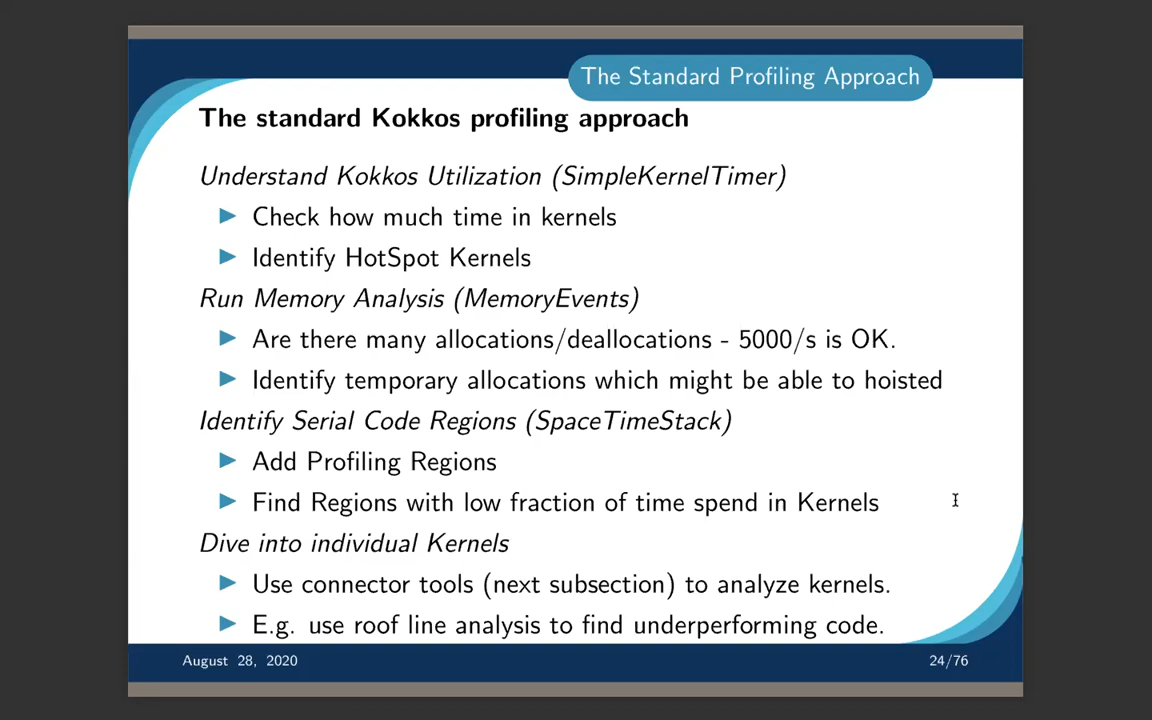 The Standard Profiling Approach
The standard Kokkos profiling approach
Understand Kokkos Utilization (SimpleKernelTimer)
Check how much time in kernels
Identify HotSpot Kernels
Run Memory Analysis (MemoryEvents)
Are there many allocations/deallocations - 5000/s is OK.
Identify temporary allocations which might be able to hoisted
Identify Serial Code Regions (SpaceTimeStack)
Add Profiling Regions
Find Regions with low fraction of time spend in Kernels
Dive into individual Kernels
Use connector tools (next subsection) to analyze kernels.
E.g. use roof line analysis to find underperforming code.
August 28, 2020
24/76